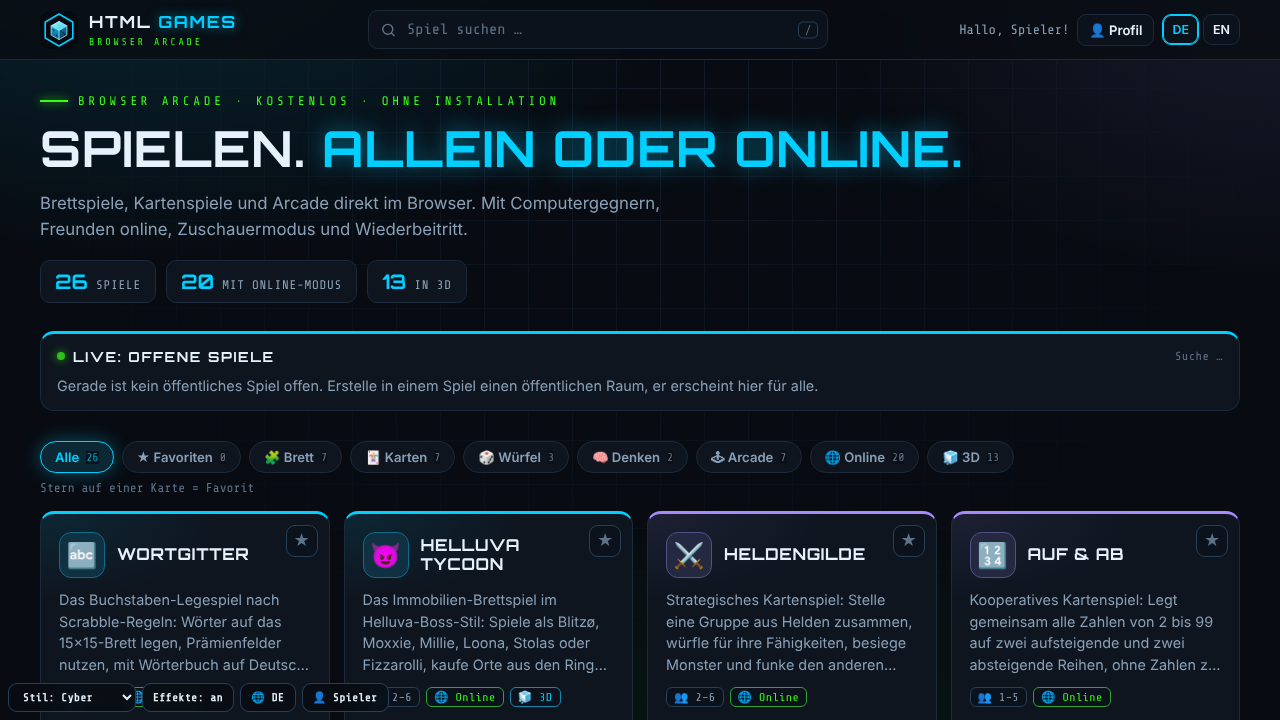 HTML GAMES
BROWSER ARCADE
Spiel suchen …
/
Hallo, Spieler!
Profil
DE
EN
BROWSER ARCADE · KOSTENLOS · OHNE INSTALLATION
SPIELEN. ALLEIN ODER ONLINE.
Brettspiele, Kartenspiele und Arcade direkt im Browser. Mit Computergegnern,
Freunden online, Zuschauermodus und Wiederbeitritt.
26 SPIELE
20 MIT ONLINE-MODUS
13 IN 3D
LIVE: OFFENE SPIELE
Suche …
Gerade ist kein öffentliches Spiel offen. Erstelle in einem Spiel einen öffentlichen Raum, er erscheint hier für alle.
Alle 26
★ Favoriten 0
Brett 7
Karten 7
Würfel 3
Denken 2
Arcade 7
Online 20
3D 13
Stern auf einer Karte = Favorit
abc
WORTGITTER
★
Das Buchstaben-Legespiel nach
Scrabble-Regeln: Wörter auf das
15×15-Brett legen, Prämienfelder
nutzen, mit Wörterbuch auf Deutsc…
HELLUVA
TYCOON
★
Das Immobilien-Brettspiel im
Helluva-Boss-Stil: Spiele als Blitzø,
Moxxie, Millie, Loona, Stolas oder
Fizzarolli, kaufe Orte aus den Ring…
2–6
Online
3D
HELDENGILDE
★
Strategisches Kartenspiel: Stelle
eine Gruppe aus Helden zusammen,
würfle für ihre Fähigkeiten, besiege
Monster und funke den anderen…
2–6
Online
1234
AUF & AB
★
Kooperatives Kartenspiel: Legt
gemeinsam alle Zahlen von 2 bis 99
auf zwei aufsteigende und zwei
absteigende Reihen, ohne Zahlen z…
1–5
Online
Stil: Cyber
Effekte: an
DE
Spieler